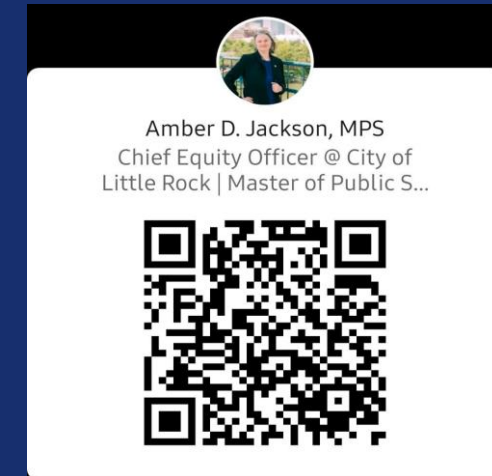 Amber D. Jackson, MPS
Chief Equity Officer @ City of
Little Rock | Master of Public S...